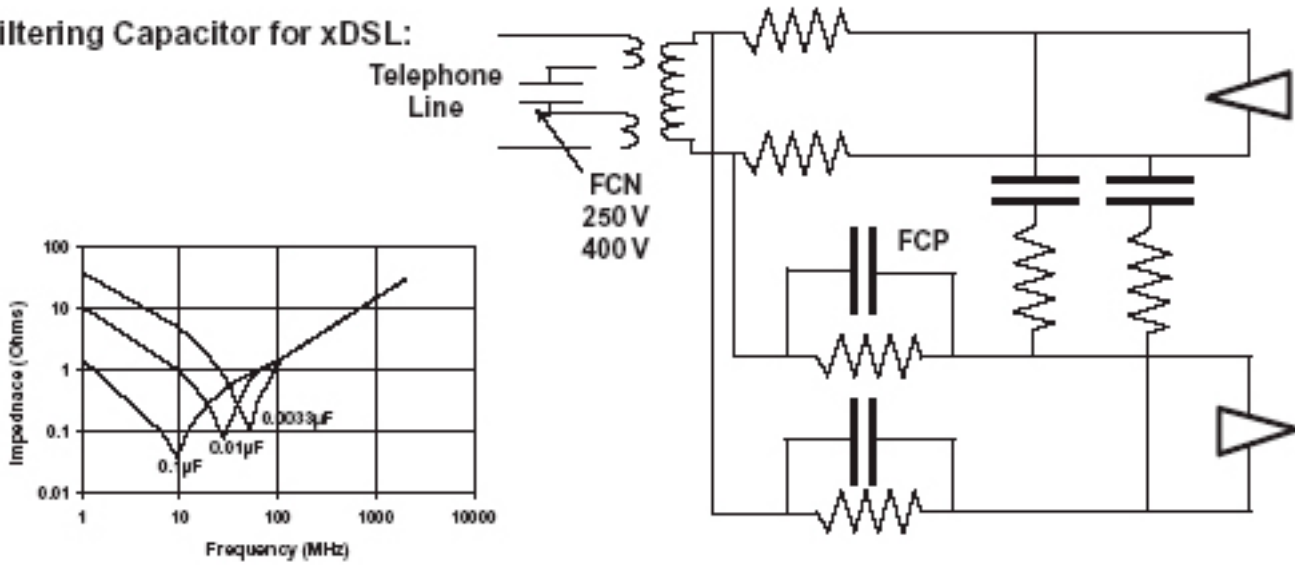 iltering Capacitor for xDSL:
Telephone
Line
FCN
250 V
400 V
FCP
100
10
1
0.1
0.01
Impednace (Ohms)
0.0033µF
0.01µF
0.1µF
1
10
100
1000
10000
Frequency (MHz)